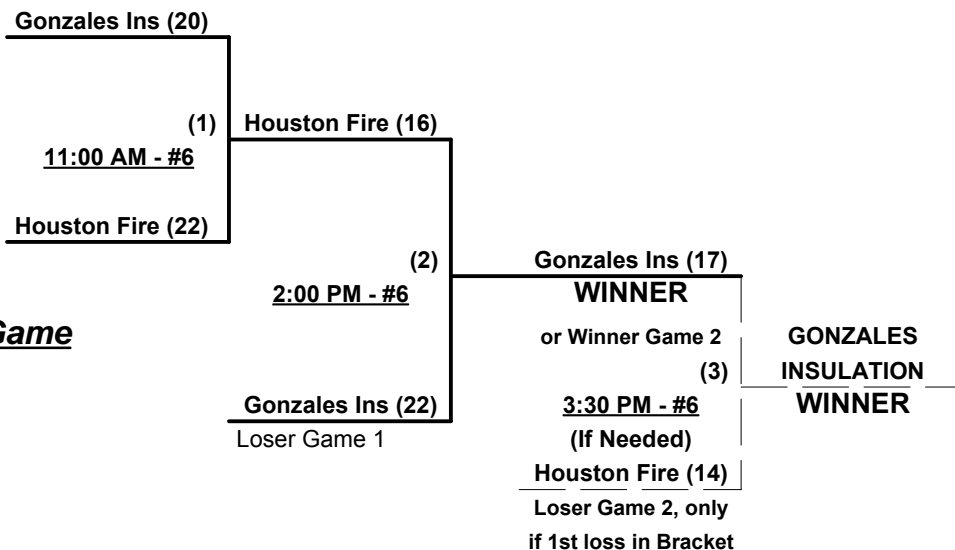 Gonzales Ins (20)
(1)
Houston Fire (16)
11:00 AM - #6
Houston Fire (22)
(2)
Gonzales Ins (17)
2:00 PM - #6
WINNER
Game
or Winner Game 2
GONZALES
(3)
INSULATION
Gonzales Ins (22)
3:30 PM - #6
WINNER
Loser Game 1
(If Needed)
Houston Fire (14)
Loser Game 2, only
if 1st loss in Bracket